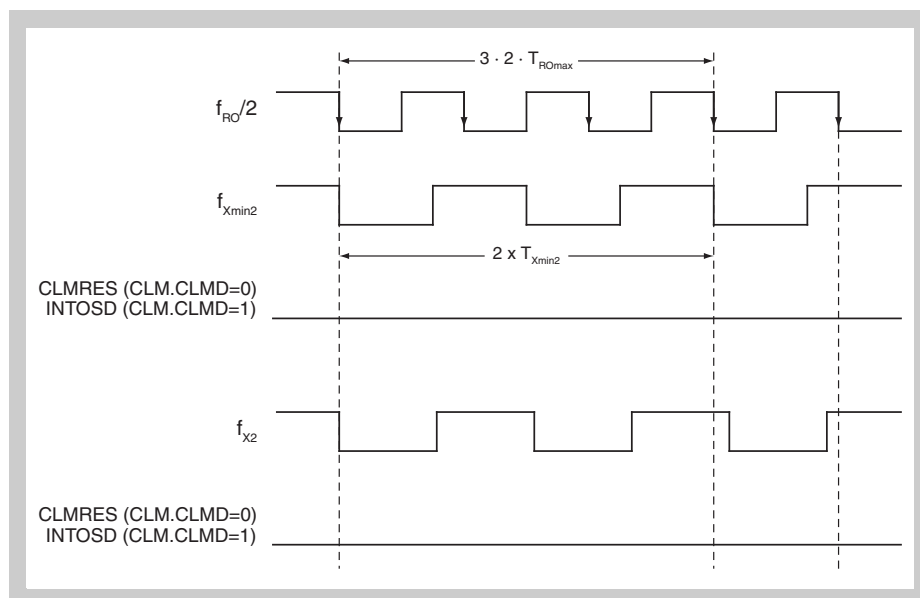 3 · 2 · T_ROmax
f_RO/2
f_Xmin2
2 x T_Xmin2
CLMRES (CLM.CLMD=0)
INTOSD (CLM.CLMD=1)
f_X2
CLMRES (CLM.CLMD=0)
INTOSD (CLM.CLMD=1)